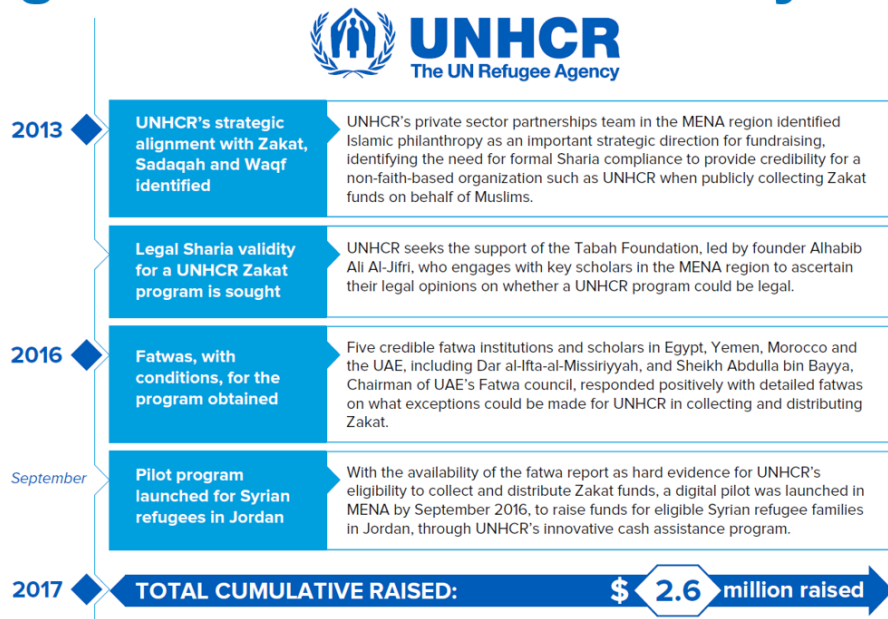 UNHCR
The UN Refugee Agency
2013
UNHCR's strategic
alignment with Zakat,
Sadaqah and Waqf
identified
UNHCR's private sector partnerships team in the MENA region identified
Islamic philanthropy as an important strategic direction for fundraising,
identifying the need for formal Sharia compliance to provide credibility for a
non-faith-based organization such as UNHCR when publicly collecting Zakat
funds on behalf of Muslims.
Legal Sharia validity
for a UNHCR Zakat
program is sought
UNHCR seeks the support of the Tabah Foundation, led by founder Alhabib
Ali Al-Jifri, who engages with key scholars in the MENA region to ascertain
their legal opinions on whether a UNHCR program could be legal.
2016
Fatwas, with
conditions, for the
program obtained
Five credible fatwa institutions and scholars in Egypt, Yemen, Morocco and
the UAE, including Dar al-Ifta-al-Missiriyyah, and Sheikh Abdulla bin Bayya,
Chairman of UAE's Fatwa council, responded positively with detailed fatwas
on what exceptions could be made for UNHCR in collecting and distributing
Zakat.
September
Pilot program
launched for Syrian
refugees in Jordan
With the availability of the fatwa report as hard evidence for UNHCR's
eligibility to collect and distribute Zakat funds, a digital pilot was launched in
MENA by September 2016, to raise funds for eligible Syrian refugee families
in Jordan, through UNHCR's innovative cash assistance program.
2017
TOTAL CUMULATIVE RAISED: $ 2.6 million raised